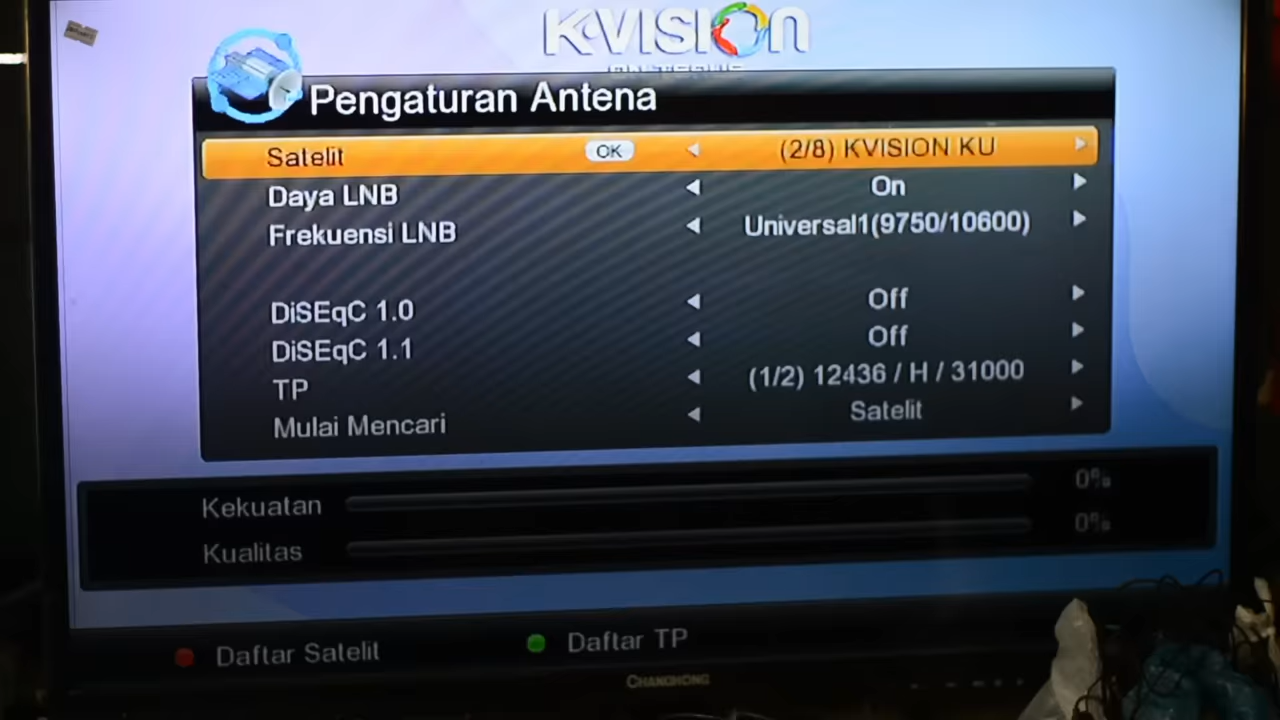 KVISION
Pengaturan Antena
Satelit OK (2/8) KVISION KU
Daya LNB On
Frekuensi LNB Universal1(9750/10600)
DiSEqC 1.0 Off
DiSEqC 1.1 Off
TP (1/2) 12436 / H / 31000
Mulai Mencari Satelit
Kekuatan 0%
Kualitas 0%
Daftar Satelit Daftar TP
CHANGHONG